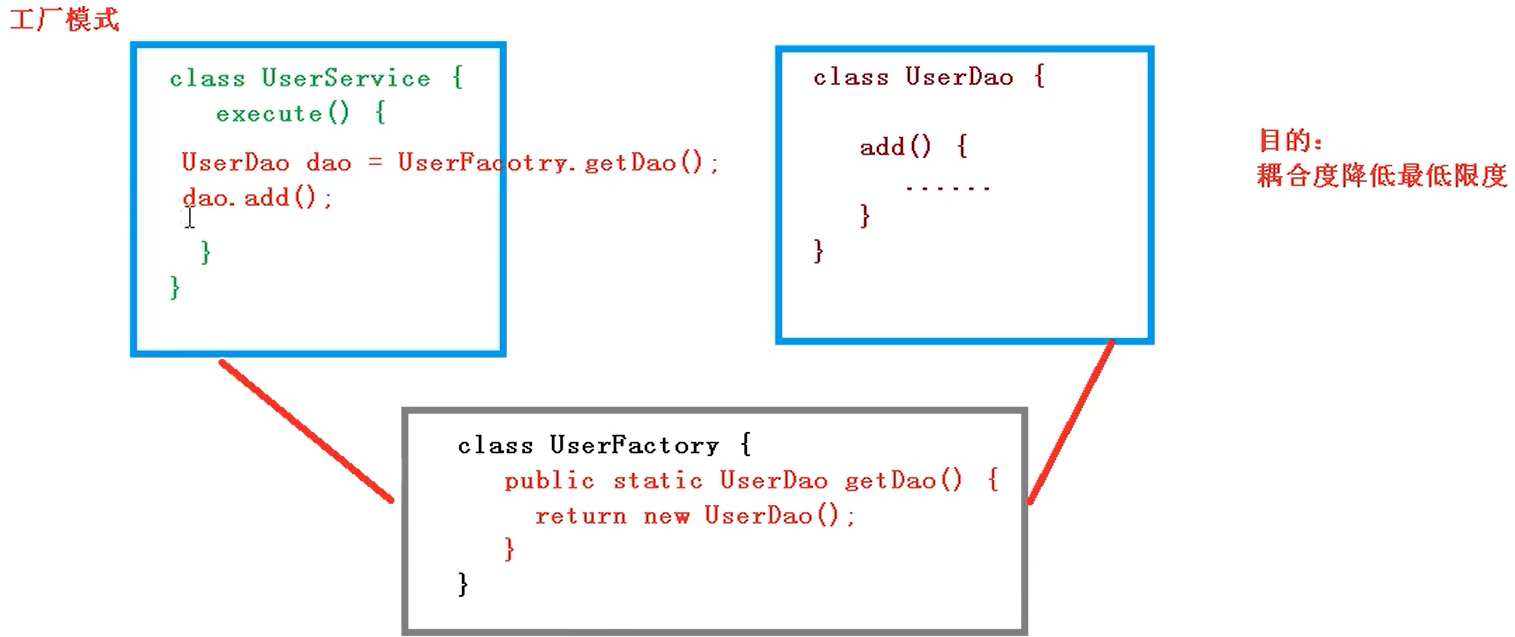 工厂模式
class UserService {
execute() {
UserDao dao = UserFacotry.getDao();
dao.add();
}
}
class UserDao {
add() {
......
}
}
目的：
耦合度降低最低限度
class UserFactory {
public static UserDao getDao() {
return new UserDao();
}
}